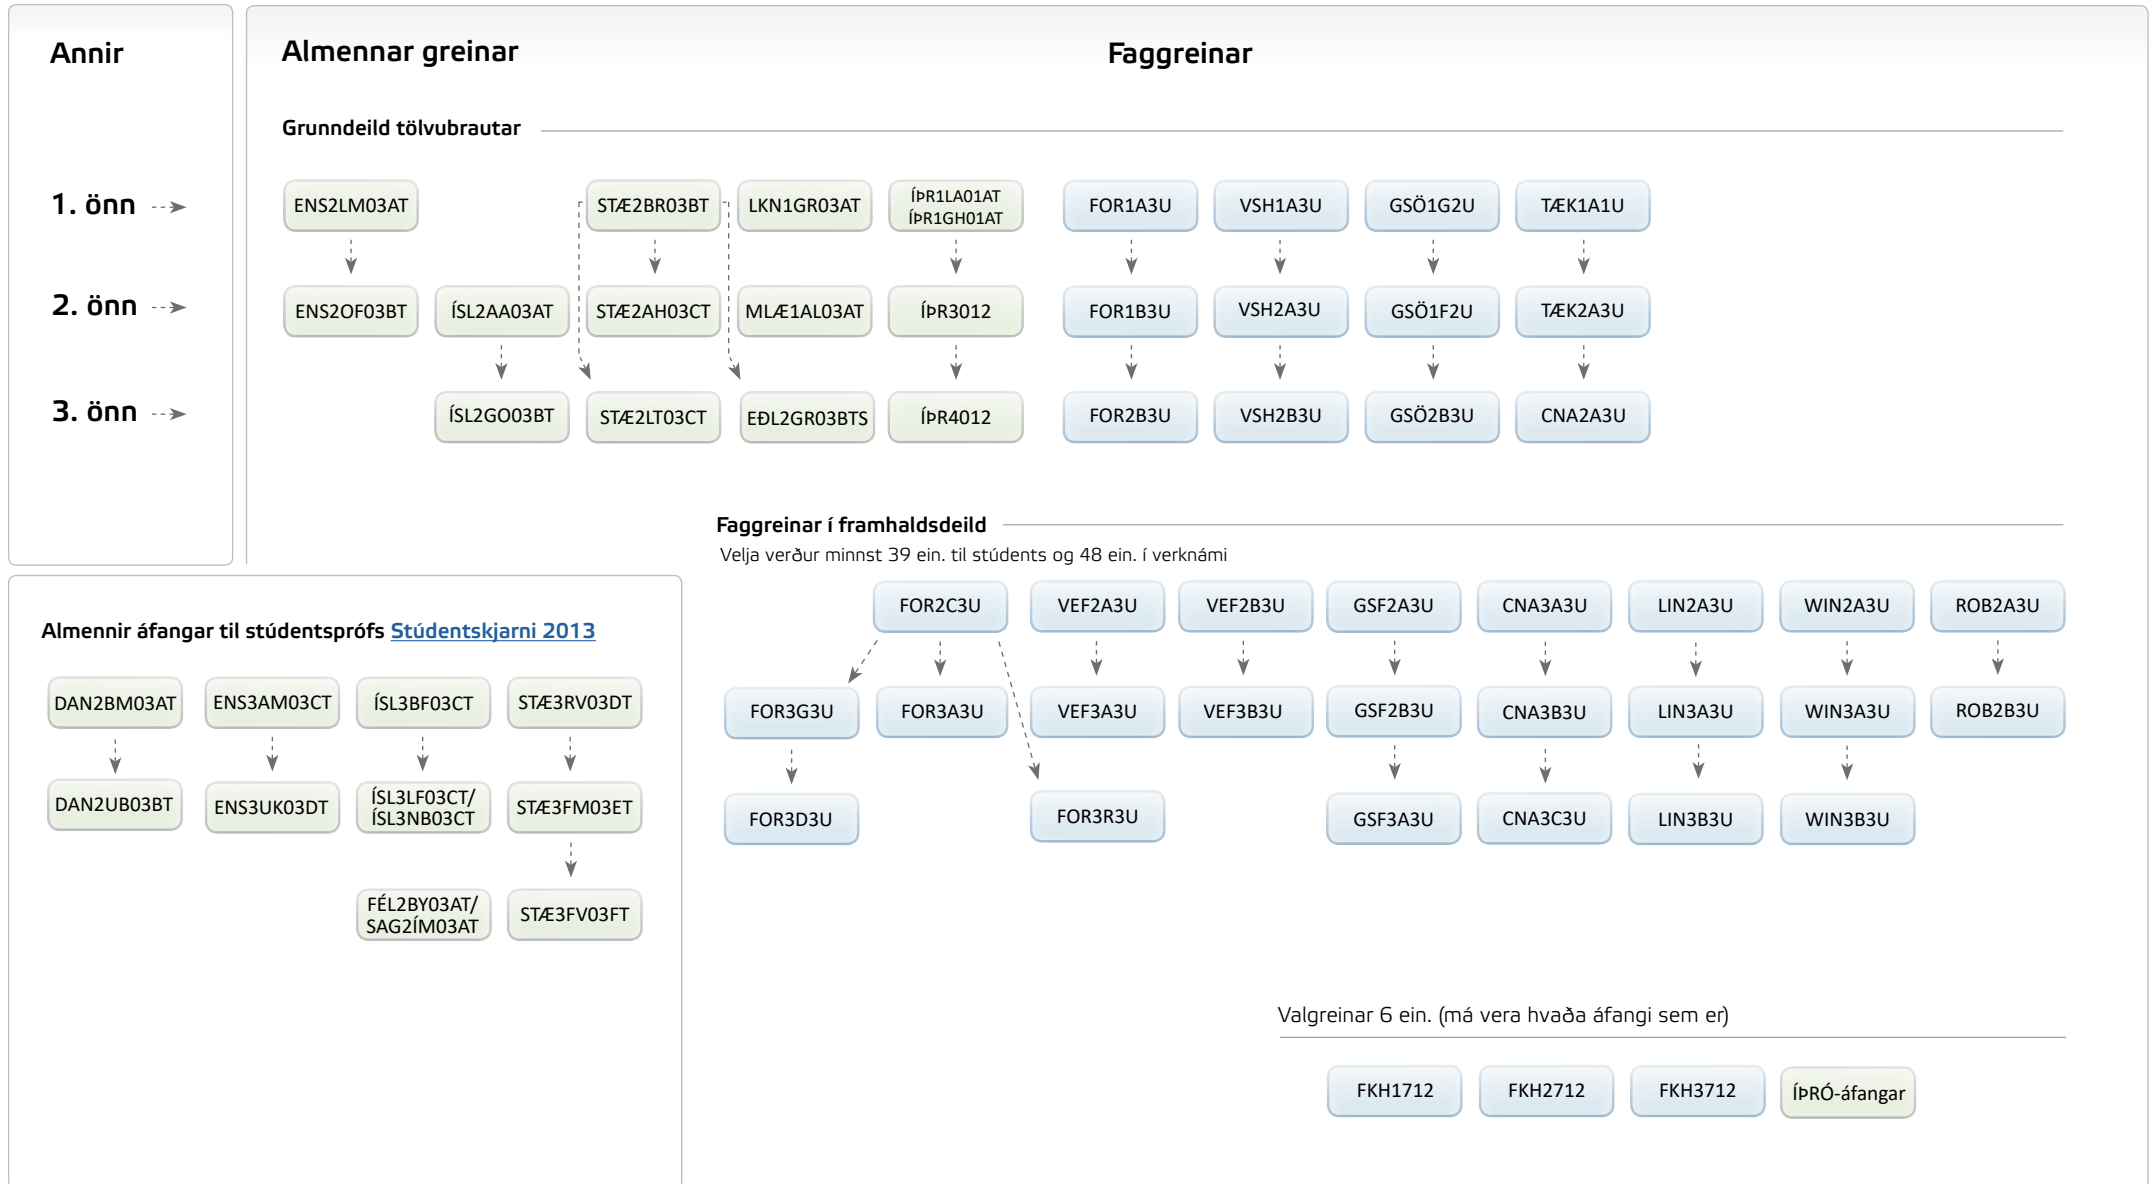 Annir
Almennar greinar
Faggreinar
Grunndeild tölvubrautar
1. önn
ENS2LM03AT
STÆ2BR03BT
LKN1GR03AT
ÍÞR1LA01AT
ÍÞR1GH01AT
FOR1A3U
VSH1A3U
GSÖ1G2U
TÆK1A1U
2. önn
ENS2OF03BT
ÍSL2AA03AT
STÆ2AH03CT
MLÆ1AL03AT
ÍÞR3012
FOR1B3U
VSH2A3U
GSÖ1F2U
TÆK2A3U
3. önn
ÍSL2GO03BT
STÆ2LT03CT
EÐL2GR03BTS
ÍÞR4012
FOR2B3U
VSH2B3U
GSÖ2B3U
CNA2A3U
Faggreinar í framhaldsdeild
Velja verður minnst 39 ein. til stúdents og 48 ein. í verknámi
FOR2C3U
VEF2A3U
VEF2B3U
GSF2A3U
CNA3A3U
LIN2A3U
WIN2A3U
ROB2A3U
FOR3G3U
FOR3A3U
VEF3A3U
VEF3B3U
GSF2B3U
CNA3B3U
LIN3A3U
WIN3A3U
ROB2B3U
FOR3D3U
FOR3R3U
GSF3A3U
CNA3C3U
LIN3B3U
WIN3B3U
Almennir áfangar til stúdentsprófs Stúdentskjarni 2013
DAN2BM03AT
ENS3AM03CT
ÍSL3BF03CT
STÆ3RV03DT
DAN2UB03BT
ENS3UK03DT
ÍSL3LF03CT/
ÍSL3NB03CT
STÆ3FM03ET
FÉL2BY03AT/
SAG2ÍM03AT
STÆ3FV03FT
Valgreinar 6 ein. (má vera hvaða áfangi sem er)
FKH1712
FKH2712
FKH3712
ÍÞRÓ-áfangar